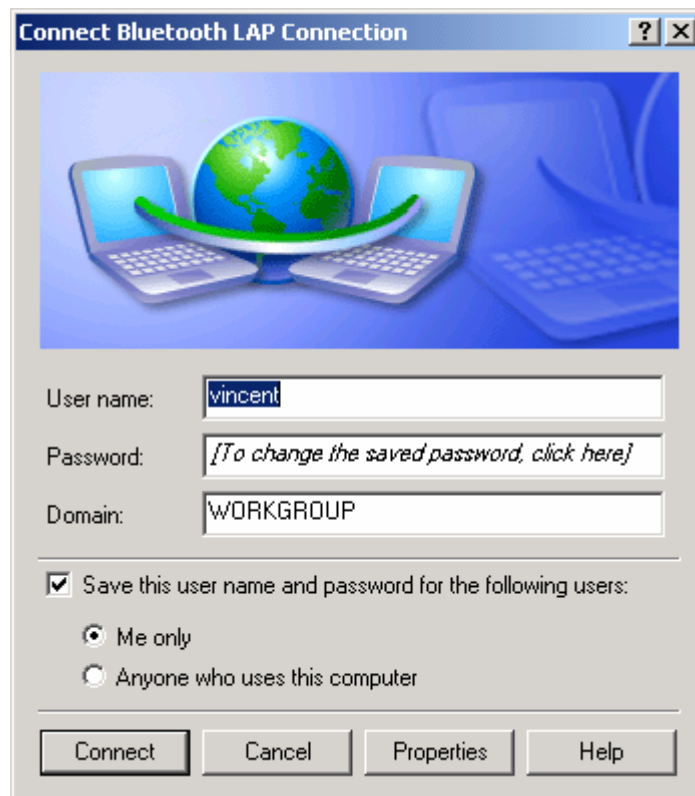 Connect Bluetooth LAP Connection
User name: vincent
Password: [To change the saved password, click here]
Domain: WORKGROUP
Save this user name and password for the following users:
Me only
Anyone who uses this computer
Connect Cancel Properties Help